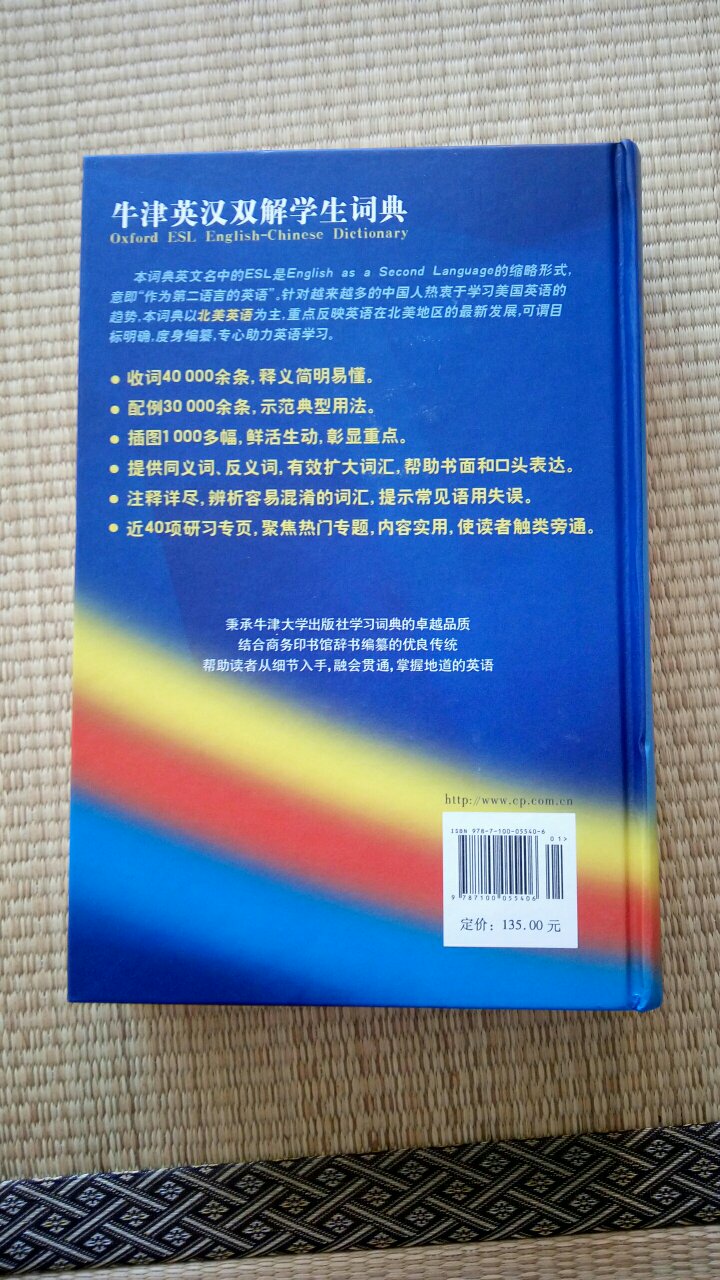 牛津英汉双解学生词典
Oxford ESL English-Chinese Dictionary
本词典英文名中的ESL是English as a Second Language的缩略形式,
意即“作为第二语言的英语”。针对越来越多的中国人热衷于学习美国英语的
趋势,本词典以北美英语为主,重点反映英语在北美地区的最新发展,可谓目
标明确,度身编纂,专心助力英语学习。
● 收词40 000余条,释义简明易懂。
● 配例30 000余条,示范典型用法。
● 插图1 000多幅,鲜活生动,彰显重点。
● 提供同义词、反义词,有效扩大词汇,帮助书面和口头表达。
● 注释详尽,辨析容易混淆的词汇,提示常见语用失误。
● 近40项研习专页,聚焦热门专题,内容实用,使读者触类旁通。
秉承牛津大学出版社学习词典的卓越品质
结合商务印书馆辞书编纂的优良传统
帮助读者从细节入手,融会贯通,掌握地道的英语
http://www.cp.com.cn
ISBN 978-7-100-05540-6
01>
9 787100 055406
定价: 135.00 元